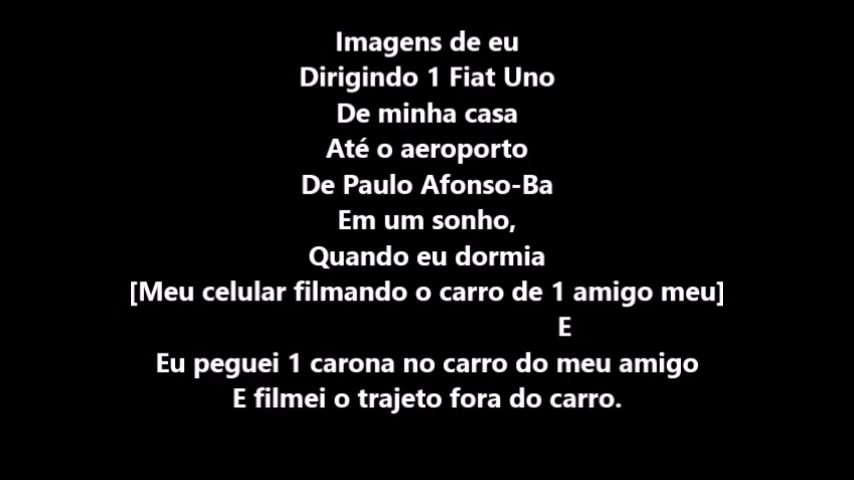 Imagens de eu
Dirigindo 1 Fiat Uno
De minha casa
Até o aeroporto
De Paulo Afonso-Ba
Em um sonho,
Quando eu dormia
[Meu celular filmando o carro de 1 amigo meu]
E
Eu peguei 1 carona no carro do meu amigo
E filmei o trajeto fora do carro.